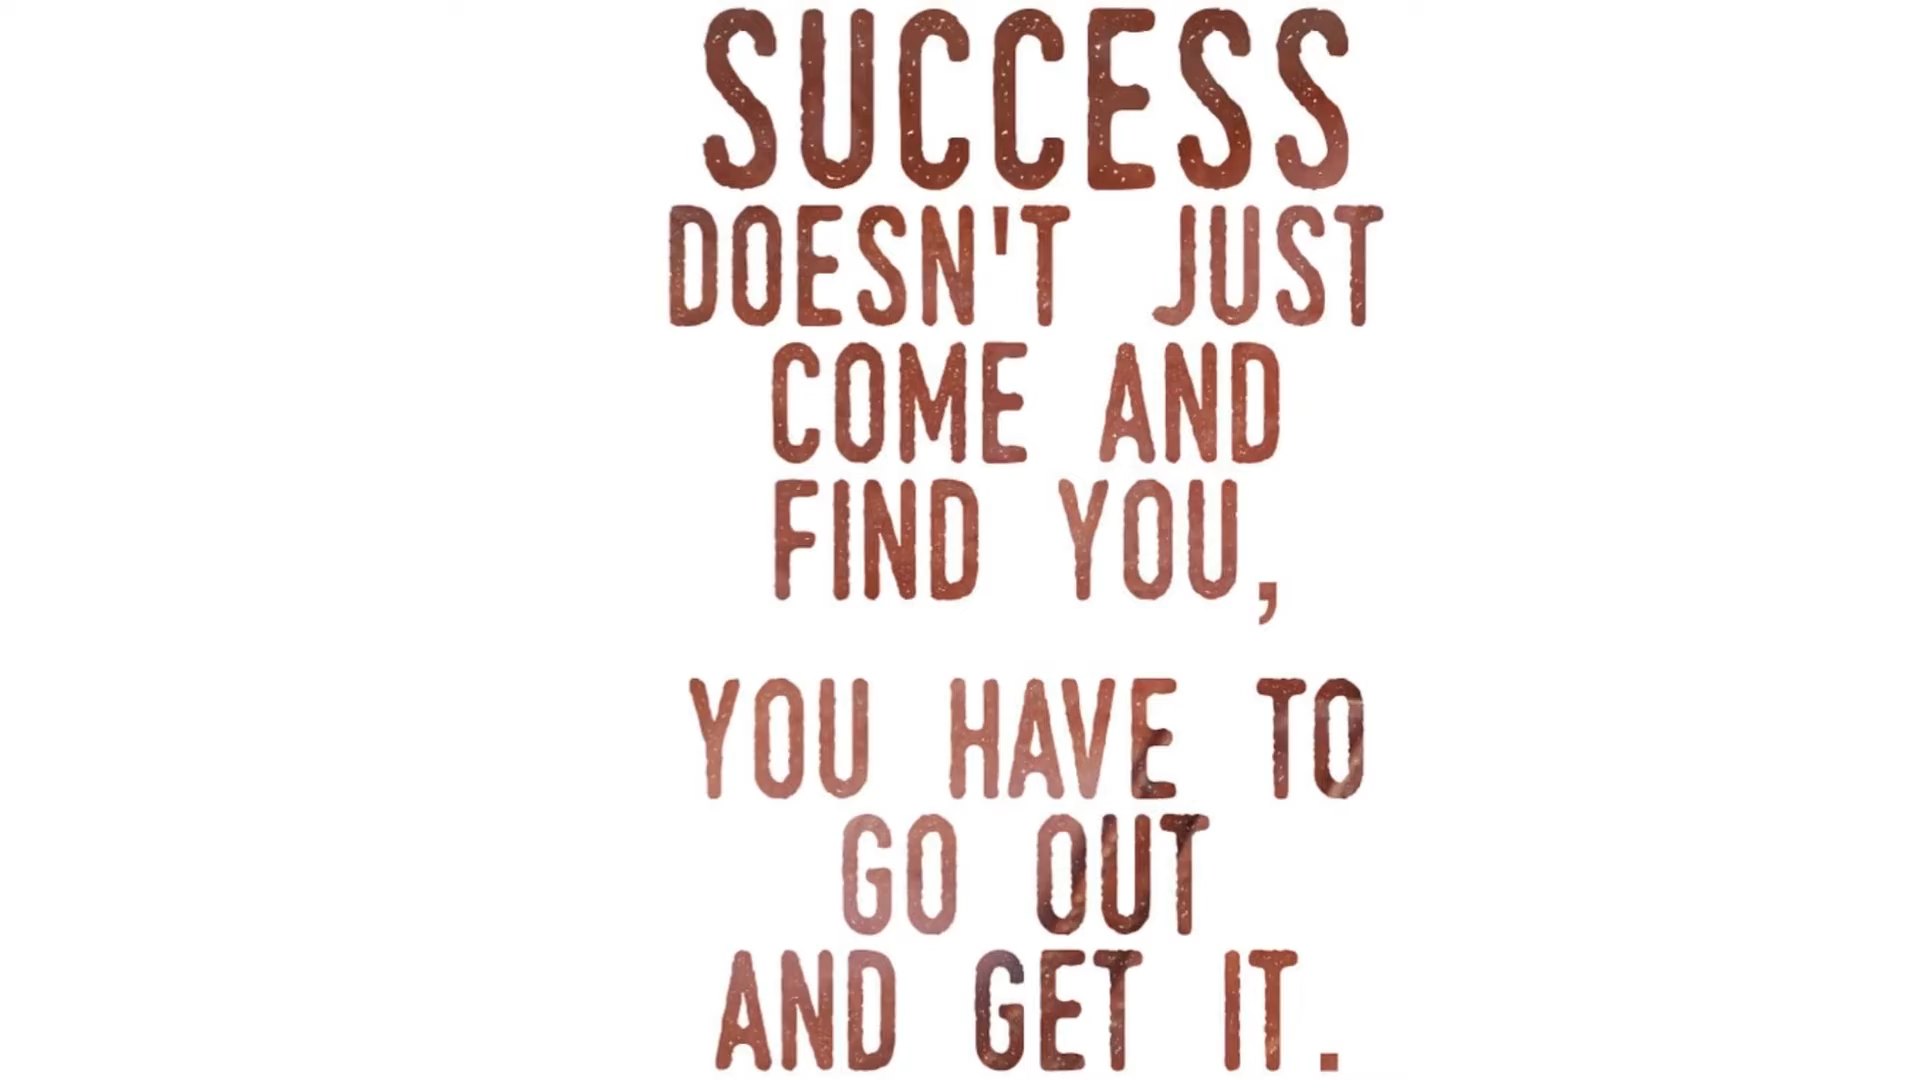 SUCCESS
DOESN'T JUST
COME AND
FIND YOU,
YOU HAVE TO
GO OUT
AND GET IT.